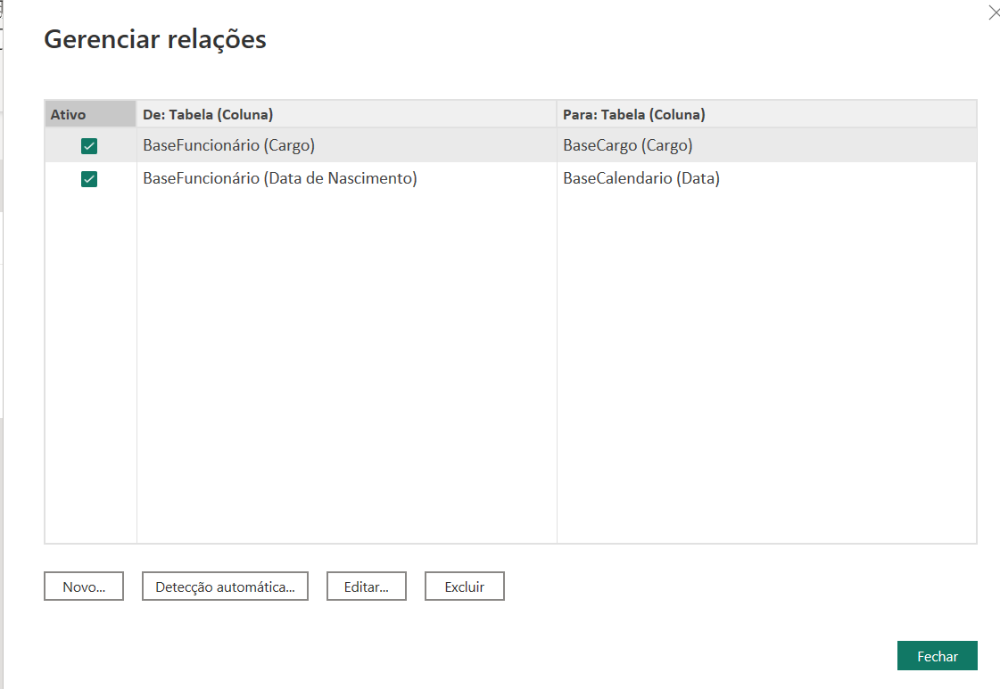 Gerenciar relações
Ativo De: Tabela (Coluna) Para: Tabela (Coluna)
BaseFuncionário (Cargo) BaseCargo (Cargo)
BaseFuncionário (Data de Nascimento) BaseCalendario (Data)
Novo... Detecção automática... Editar... Excluir
Fechar